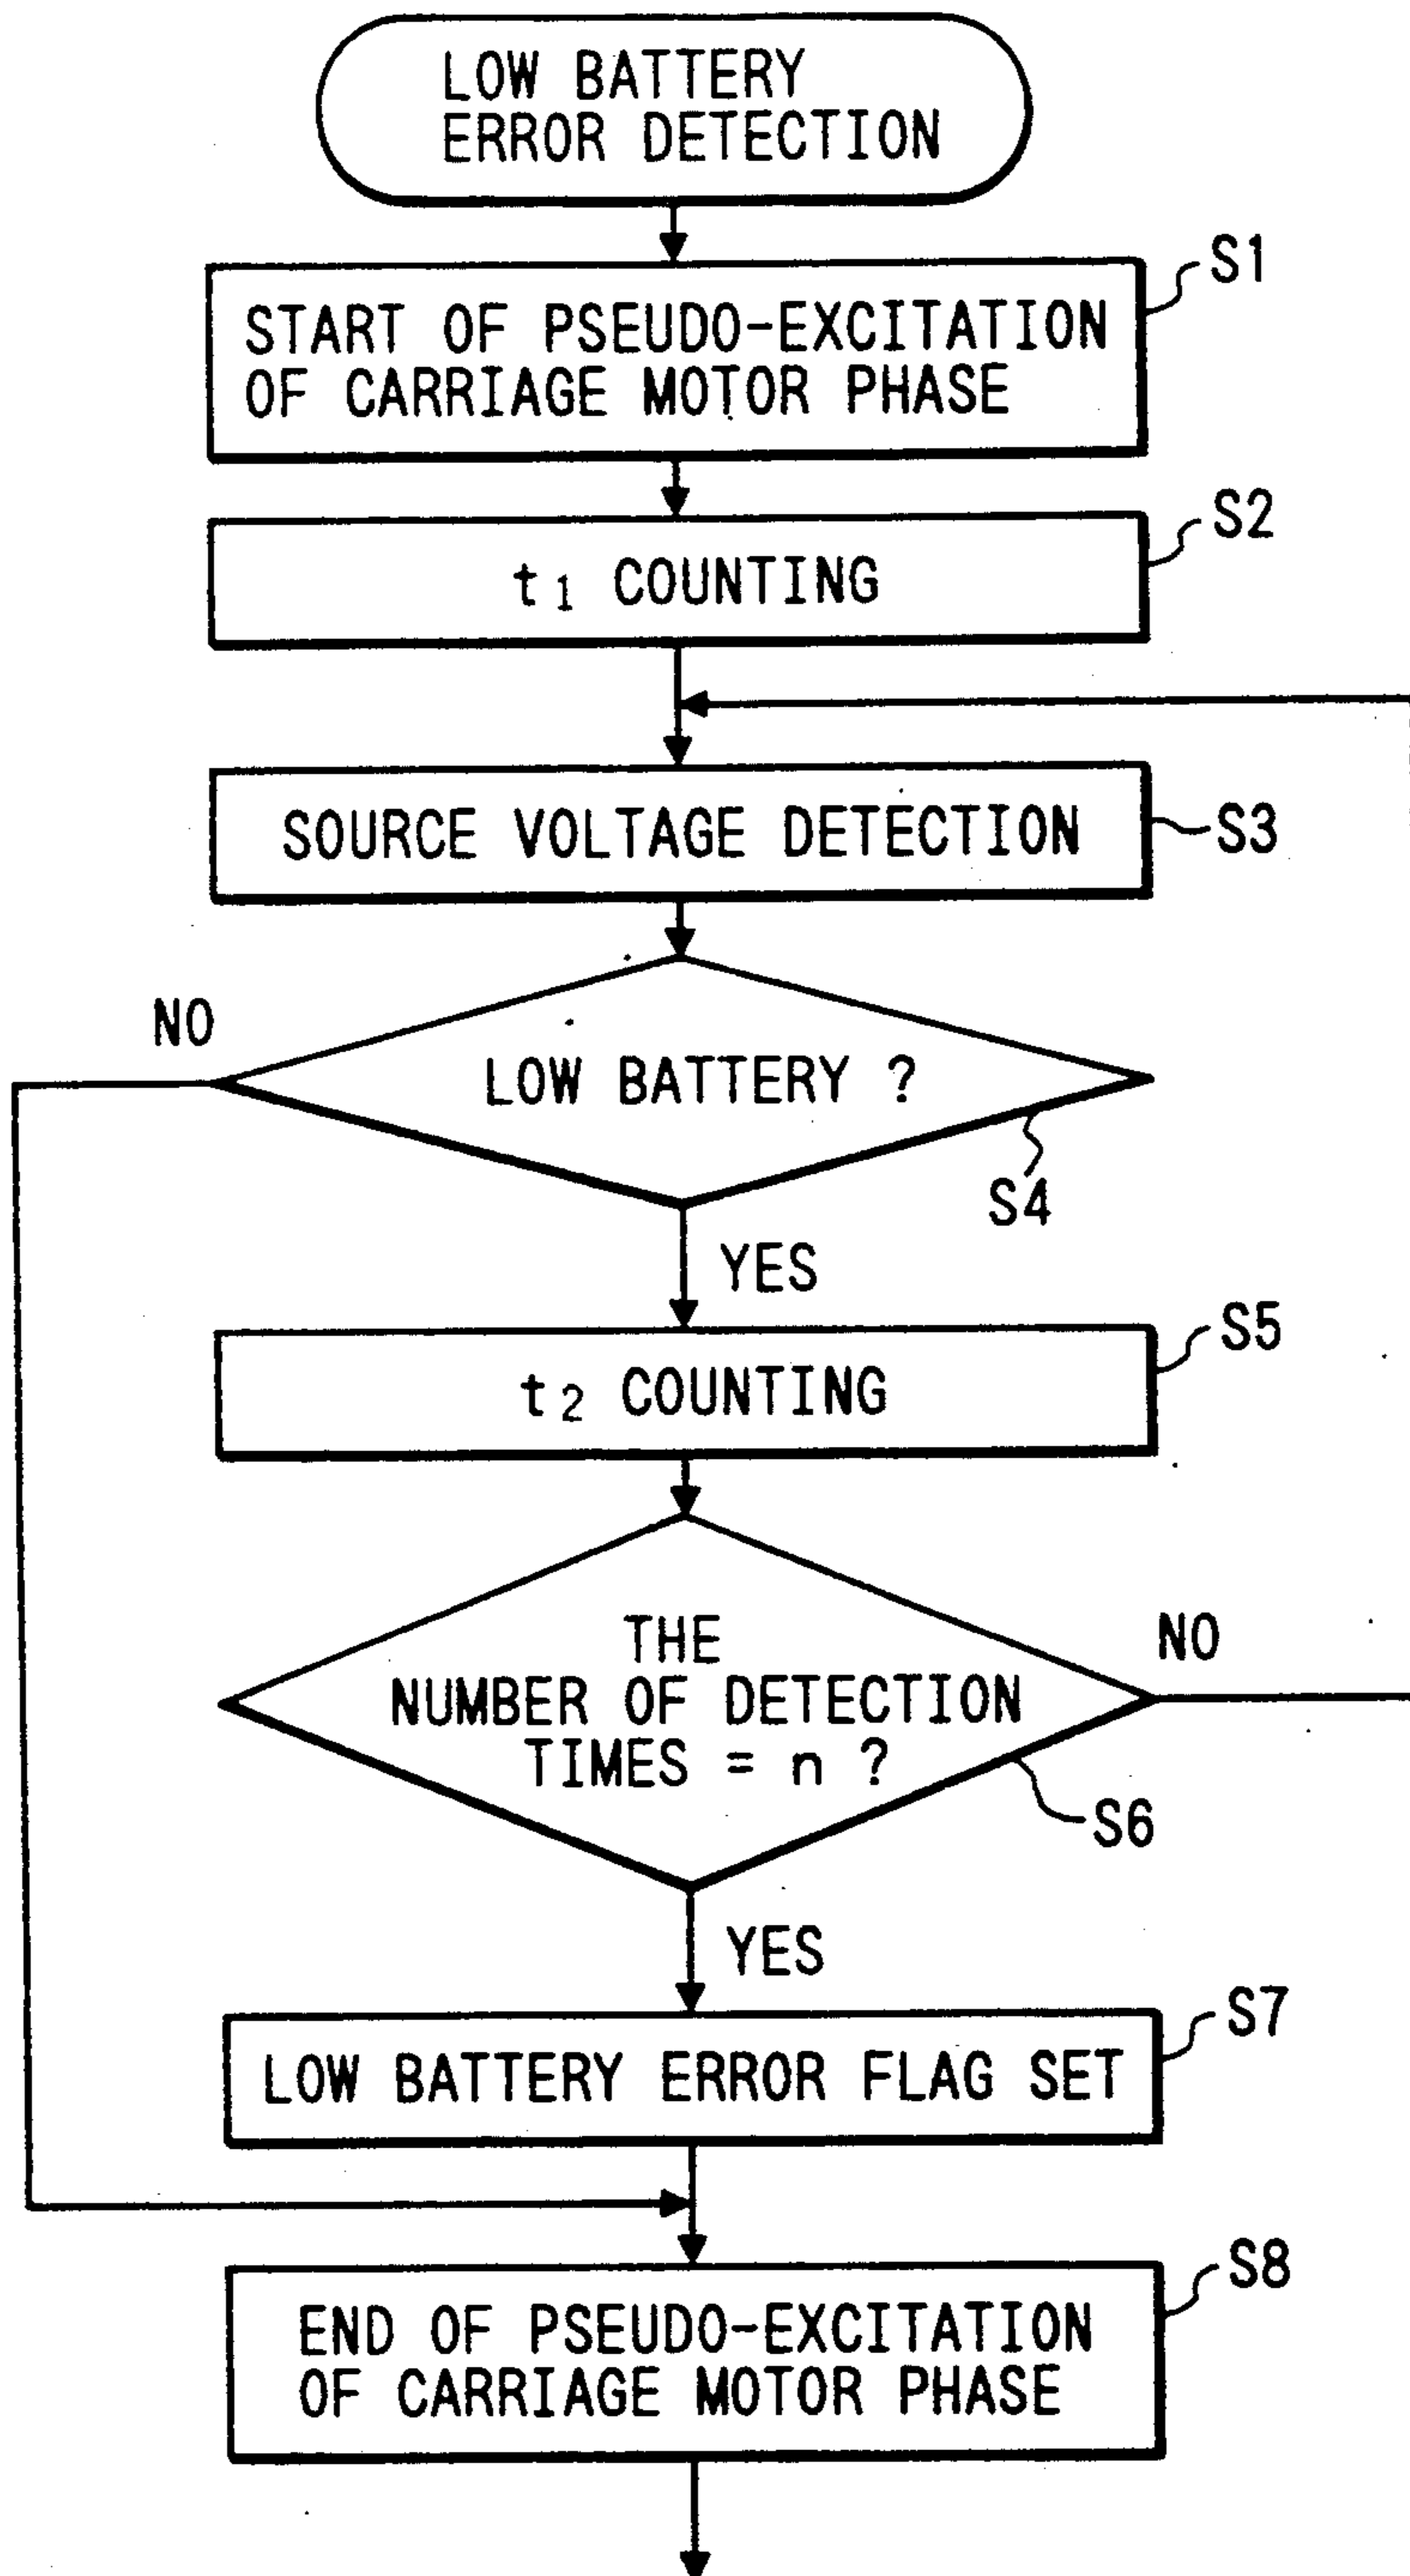 LOW BATTERY
ERROR DETECTION
S1
START OF PSEUDO-EXCITATION
OF CARRIAGE MOTOR PHASE
S2
t₁ COUNTING
SOURCE VOLTAGE DETECTION
S3
NO
LOW BATTERY ?
S4
YES
S5
t₂ COUNTING
THE
NUMBER OF DETECTION
TIMES = n ?
NO
S6
YES
S7
LOW BATTERY ERROR FLAG SET
S8
END OF PSEUDO-EXCITATION
OF CARRIAGE MOTOR PHASE